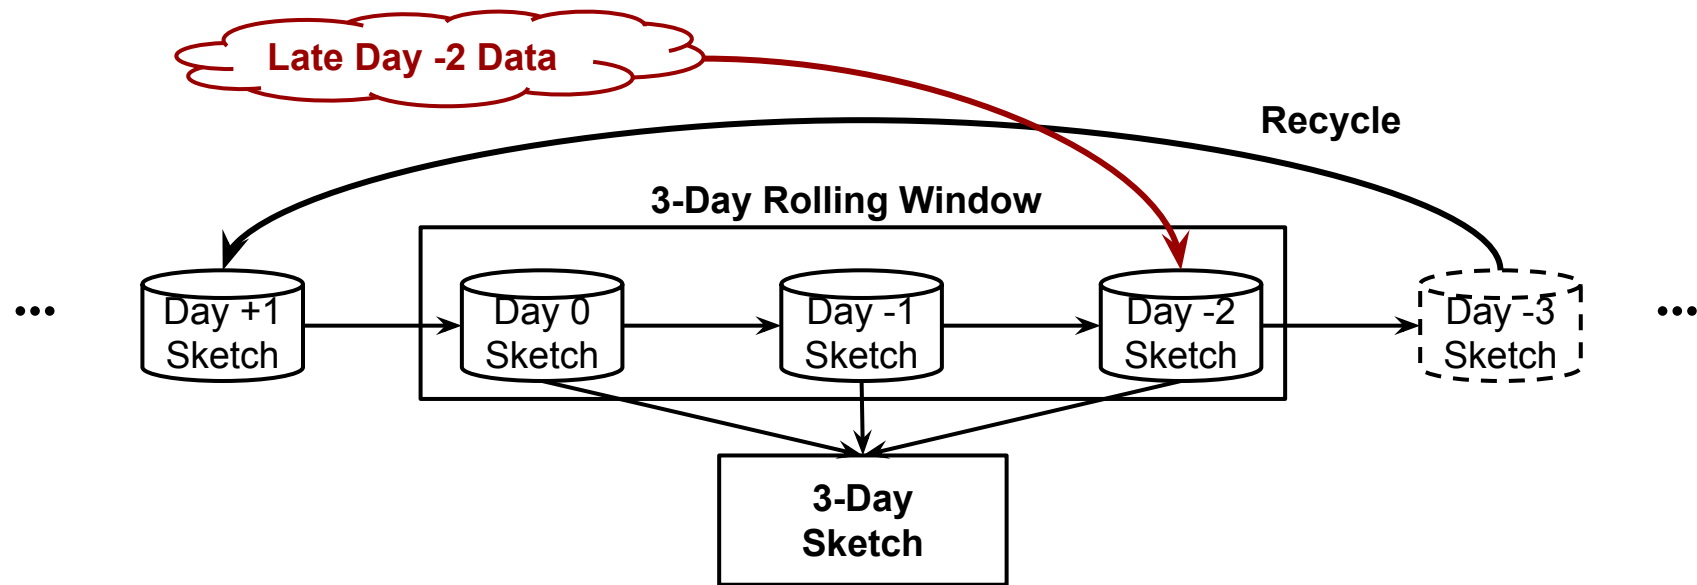 Late Day -2 Data
Recycle
3-Day Rolling Window
...
Day +1
Sketch
Day 0
Sketch
Day -1
Sketch
Day -2
Sketch
Day -3
Sketch
...
3-Day
Sketch